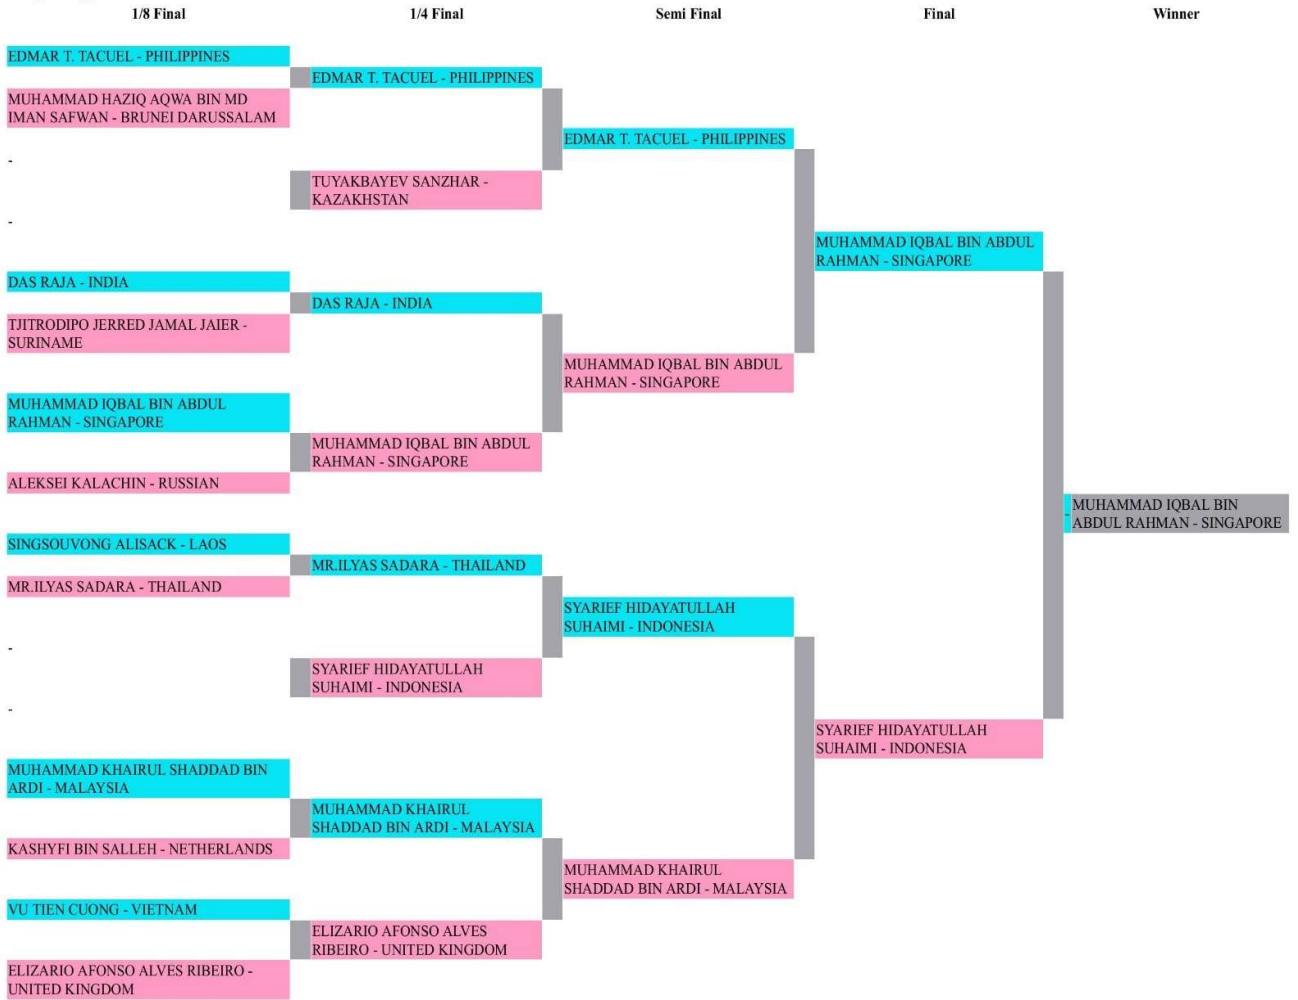 1/8 Final
1/4 Final
Semi Final
Final
Winner
EDMAR T. TACUEL - PHILIPPINES
MUHAMMAD HAZIQ AQWA BIN MD
IMAN SAFWAN - BRUNEI DARUSSALAM
-
-
DAS RAJA - INDIA
TJITRODIPO JERRED JAMAL JAIER -
SURINAME
MUHAMMAD IQBAL BIN ABDUL
RAHMAN - SINGAPORE
ALEKSEI KALACHIN - RUSSIAN
SINGSOUVONG ALISACK - LAOS
MR.ILYAS SADARA - THAILAND
-
-
MUHAMMAD KHAIRUL SHADDAD BIN
ARDI - MALAYSIA
KASHYFI BIN SALLEH - NETHERLANDS
VU TIEN CUONG - VIETNAM
ELIZARIO AFONSO ALVES RIBEIRO -
UNITED KINGDOM
EDMAR T. TACUEL - PHILIPPINES
TUYAKBAYEV SANZHAR -
KAZAKHSTAN
DAS RAJA - INDIA
MUHAMMAD IQBAL BIN ABDUL
RAHMAN - SINGAPORE
MR.ILYAS SADARA - THAILAND
SYARIEF HIDAYATULLAH
SUHAIMI - INDONESIA
MUHAMMAD KHAIRUL
SHADDAD BIN ARDI - MALAYSIA
ELIZARIO AFONSO ALVES
RIBEIRO - UNITED KINGDOM
EDMAR T. TACUEL - PHILIPPINES
MUHAMMAD IQBAL BIN ABDUL
RAHMAN - SINGAPORE
SYARIEF HIDAYATULLAH
SUHAIMI - INDONESIA
MUHAMMAD KHAIRUL
SHADDAD BIN ARDI - MALAYSIA
MUHAMMAD IQBAL BIN ABDUL
RAHMAN - SINGAPORE
SYARIEF HIDAYATULLAH
SUHAIMI - INDONESIA
-
MUHAMMAD IQBAL BIN
ABDUL RAHMAN - SINGAPORE